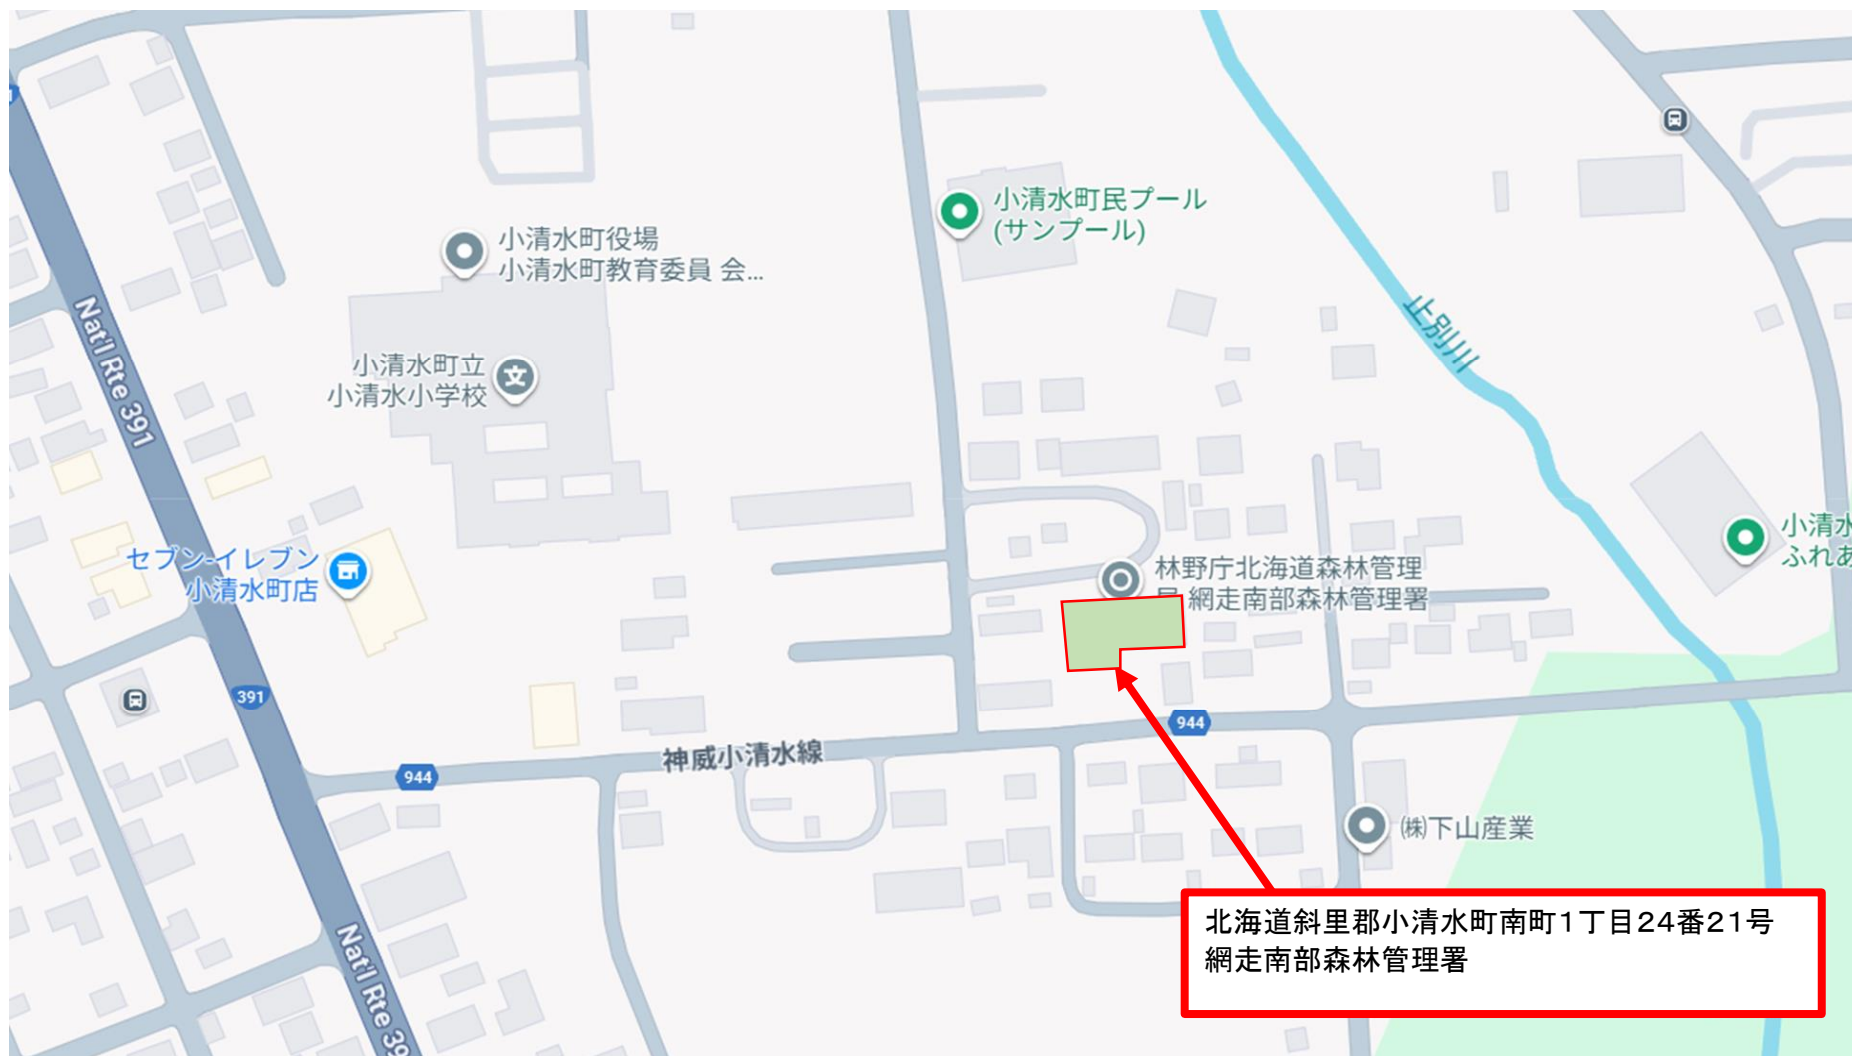 小清水町民プール
(サンプール)
小清水町役場
小清水町教育委員 会...
Nat'l Rte 391
止別川
小清水町立
小清水小学校
文
セブン-イレブン
小清水町店
小清水
ふれあ
林野庁北海道森林管理
局 網走南部森林管理署
391
944
神威小清水線
944
㈱下山産業
北海道斜里郡小清水町南町1丁目24番21号
網走南部森林管理署
Nat'l Rte 39